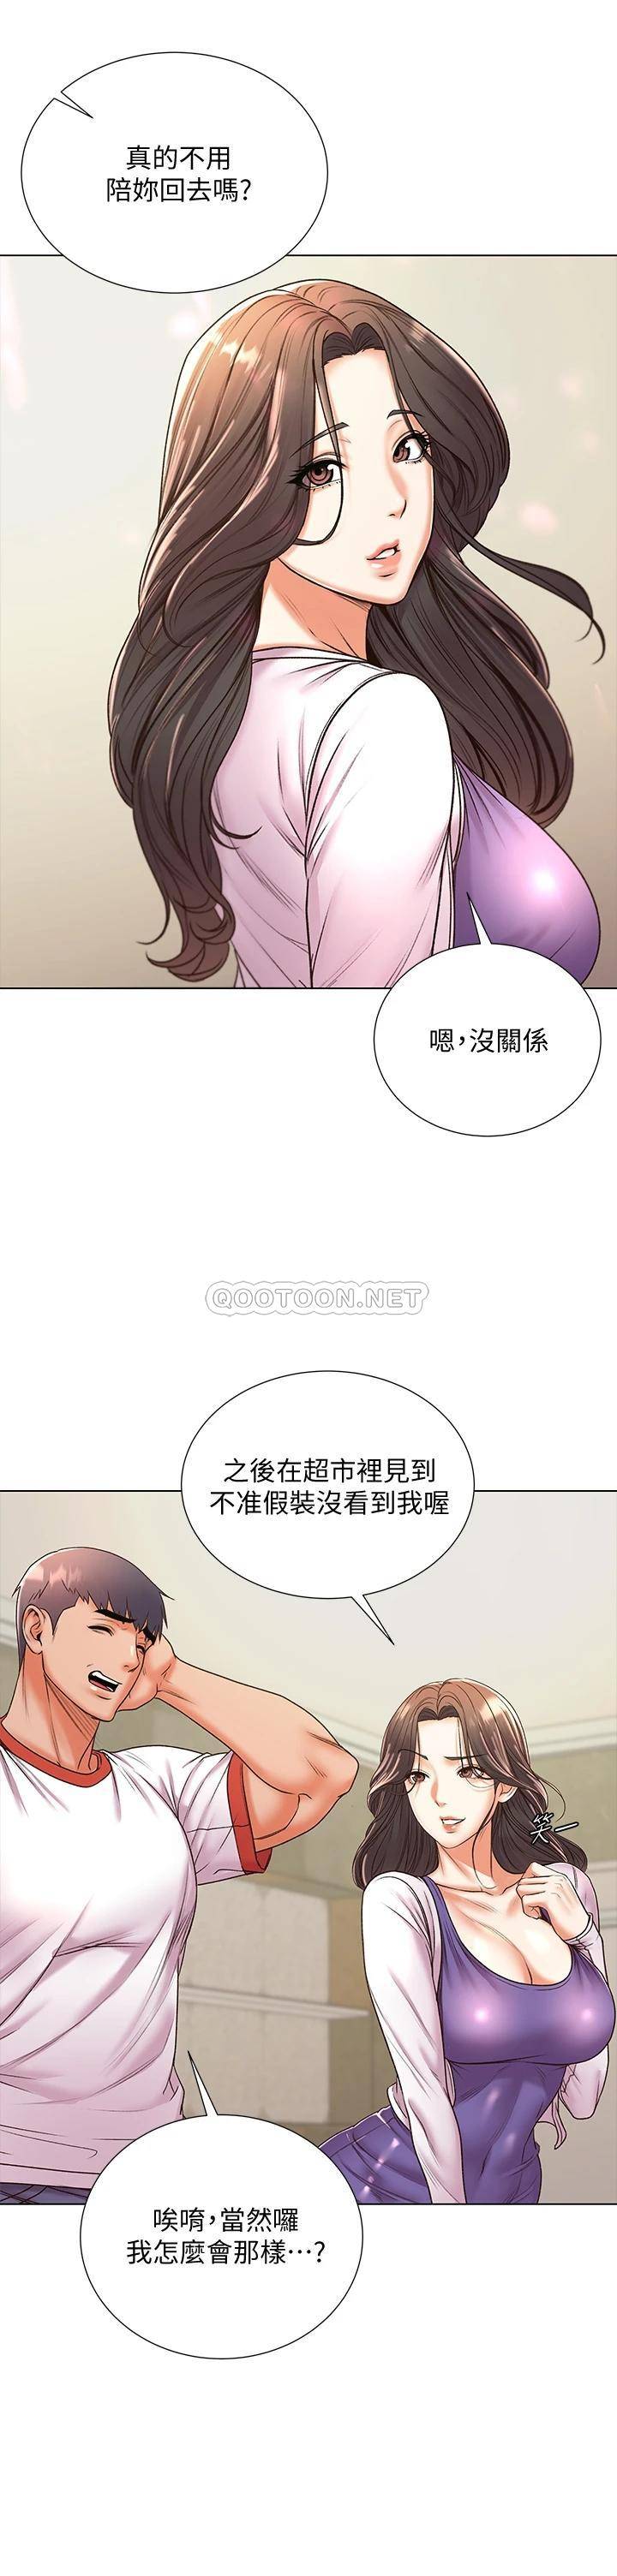 真的不用
陪妳回去嗎?
嗯,沒關係
QOOTOON.NET
之後在超市裡見到
不准假裝沒看到我喔
笑一
唉唷,當然囉
我怎麼會那樣…?